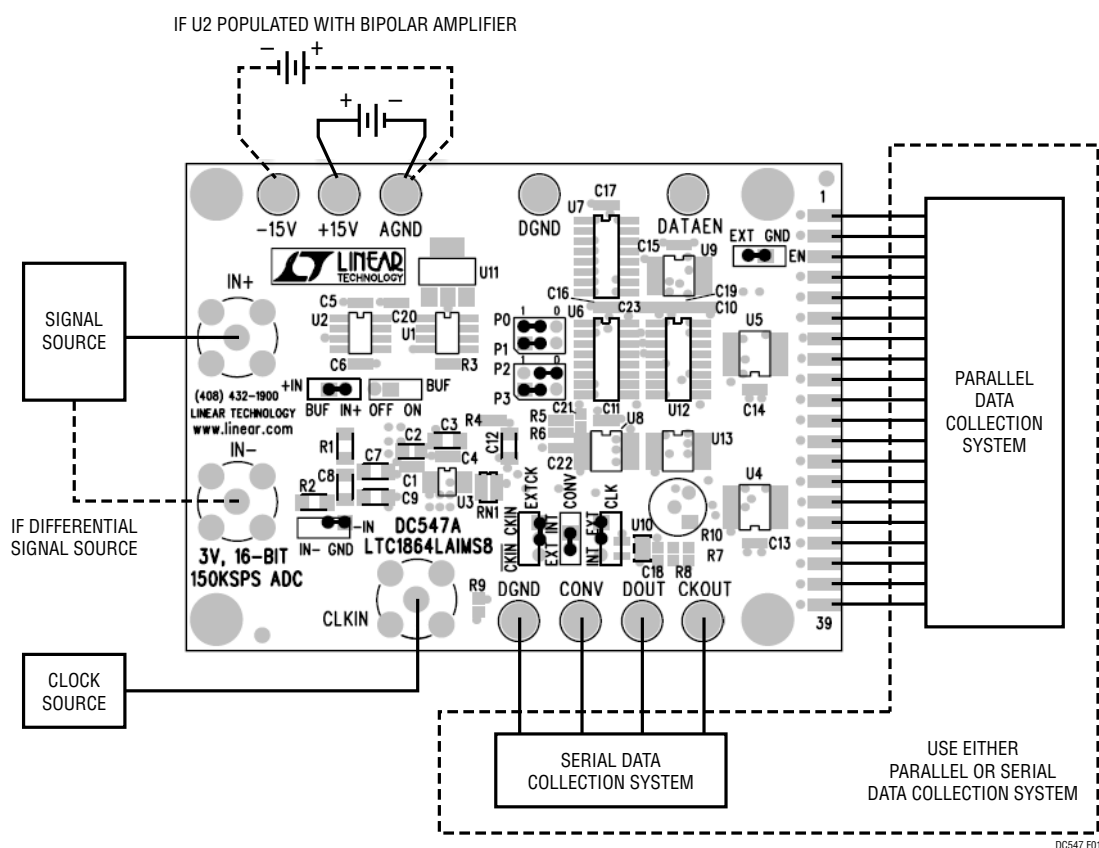 IF U2 POPULATED WITH BIPOLAR AMPLIFIER
− +
+ −
-15V +15V AGND
DGND
DATAEN
1
C17
U7
C15
U9
EXT GND
EN
LINEAR
TECHNOLOGY
U11
C16
C19
C10
C5
U2
C20
U1
C6
R3
P0
1 0
U6
C23
P1
P2
1 0
P3
U5
C14
IN+
SIGNAL
SOURCE
(408) 432-1900
LINEAR TECHNOLOGY
www.linear.com
+IN
BUF IN+
BUF
OFF ON
R4
C21
R5
R6
C11
U8
U12
C22
U13
IN-
R1
C7
C2
C3
C4
C12
R2
C8
C9
C1
U3
RN1
EXTCK
CKIN CKIN
CONV
EXT INT
CLK
INT EXT
U10
C18
R8
R7
R10
U4
C13
-IN
IN- GND
DC547A
LTC1864LAIMS8
3V, 16-BIT
150KSPS ADC
IF DIFFERENTIAL
SIGNAL SOURCE
CLKIN
R9
DGND CONV DOUT CKOUT
39
PARALLEL
DATA
COLLECTION
SYSTEM
CLOCK
SOURCE
SERIAL DATA
COLLECTION SYSTEM
USE EITHER
PARALLEL OR SERIAL
DATA COLLECTION SYSTEM
DC547 F01